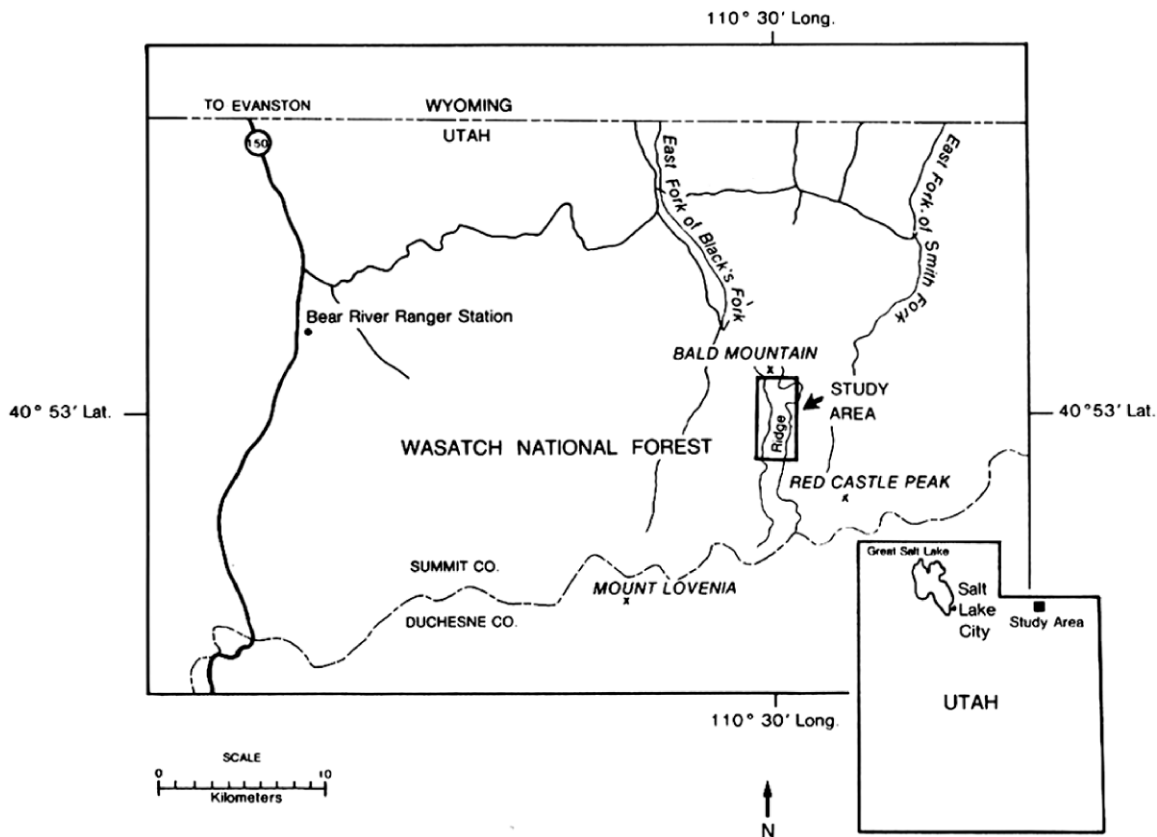 110° 30′ Long.
TO EVANSTON
WYOMING
UTAH
150
East Fork of Black's Fork
East Fork of Smith Fork
Bear River Ranger Station
BALD MOUNTAIN
STUDY
AREA
40° 53′ Lat.
40° 53′ Lat.
Ridge
WASATCH NATIONAL FOREST
RED CASTLE PEAK
SUMMIT CO.
MOUNT LOVENIA
DUCHESNE CO.
Great Salt Lake
Salt
Lake
City
Study Area
UTAH
110° 30′ Long.
SCALE
0 10
Kilometers
N